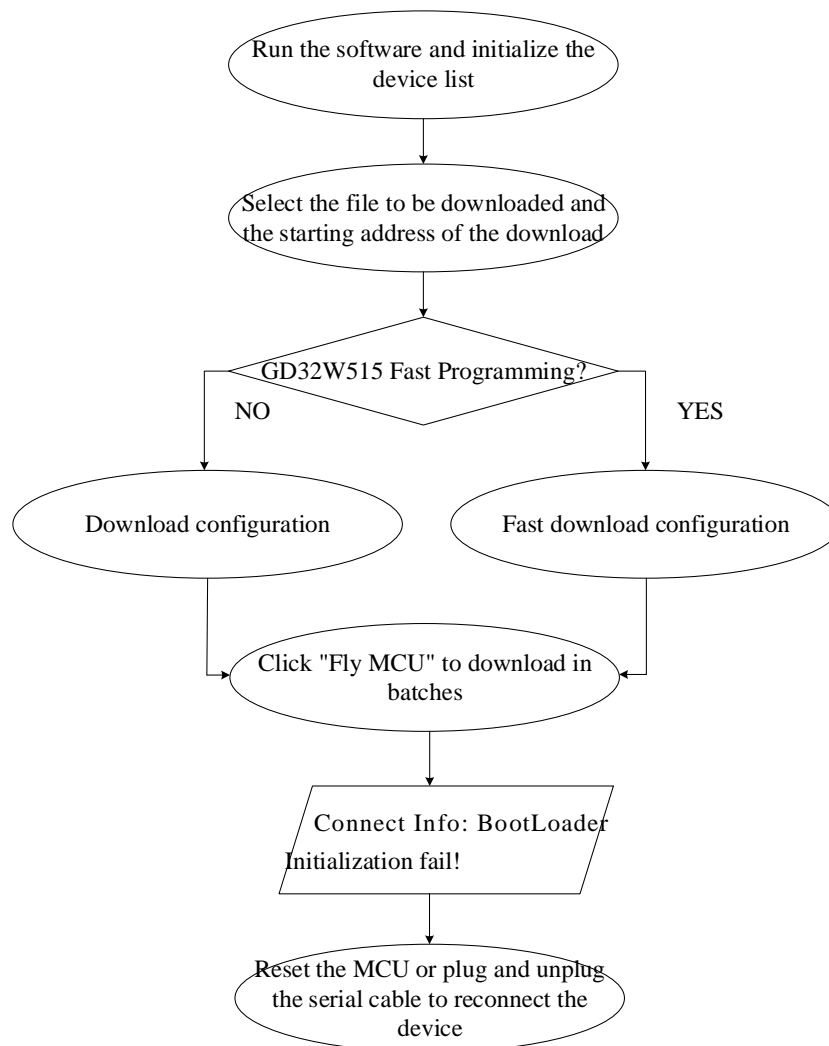 Run the software and initialize the
device list
Select the file to be downloaded and
the starting address of the download
GD32W515 Fast Programming?
NO
YES
Download configuration
Fast download configuration
Click "Fly MCU" to download in
batches
Connect Info: BootLoader
Initialization fail!
Reset the MCU or plug and unplug
the serial cable to reconnect the
device